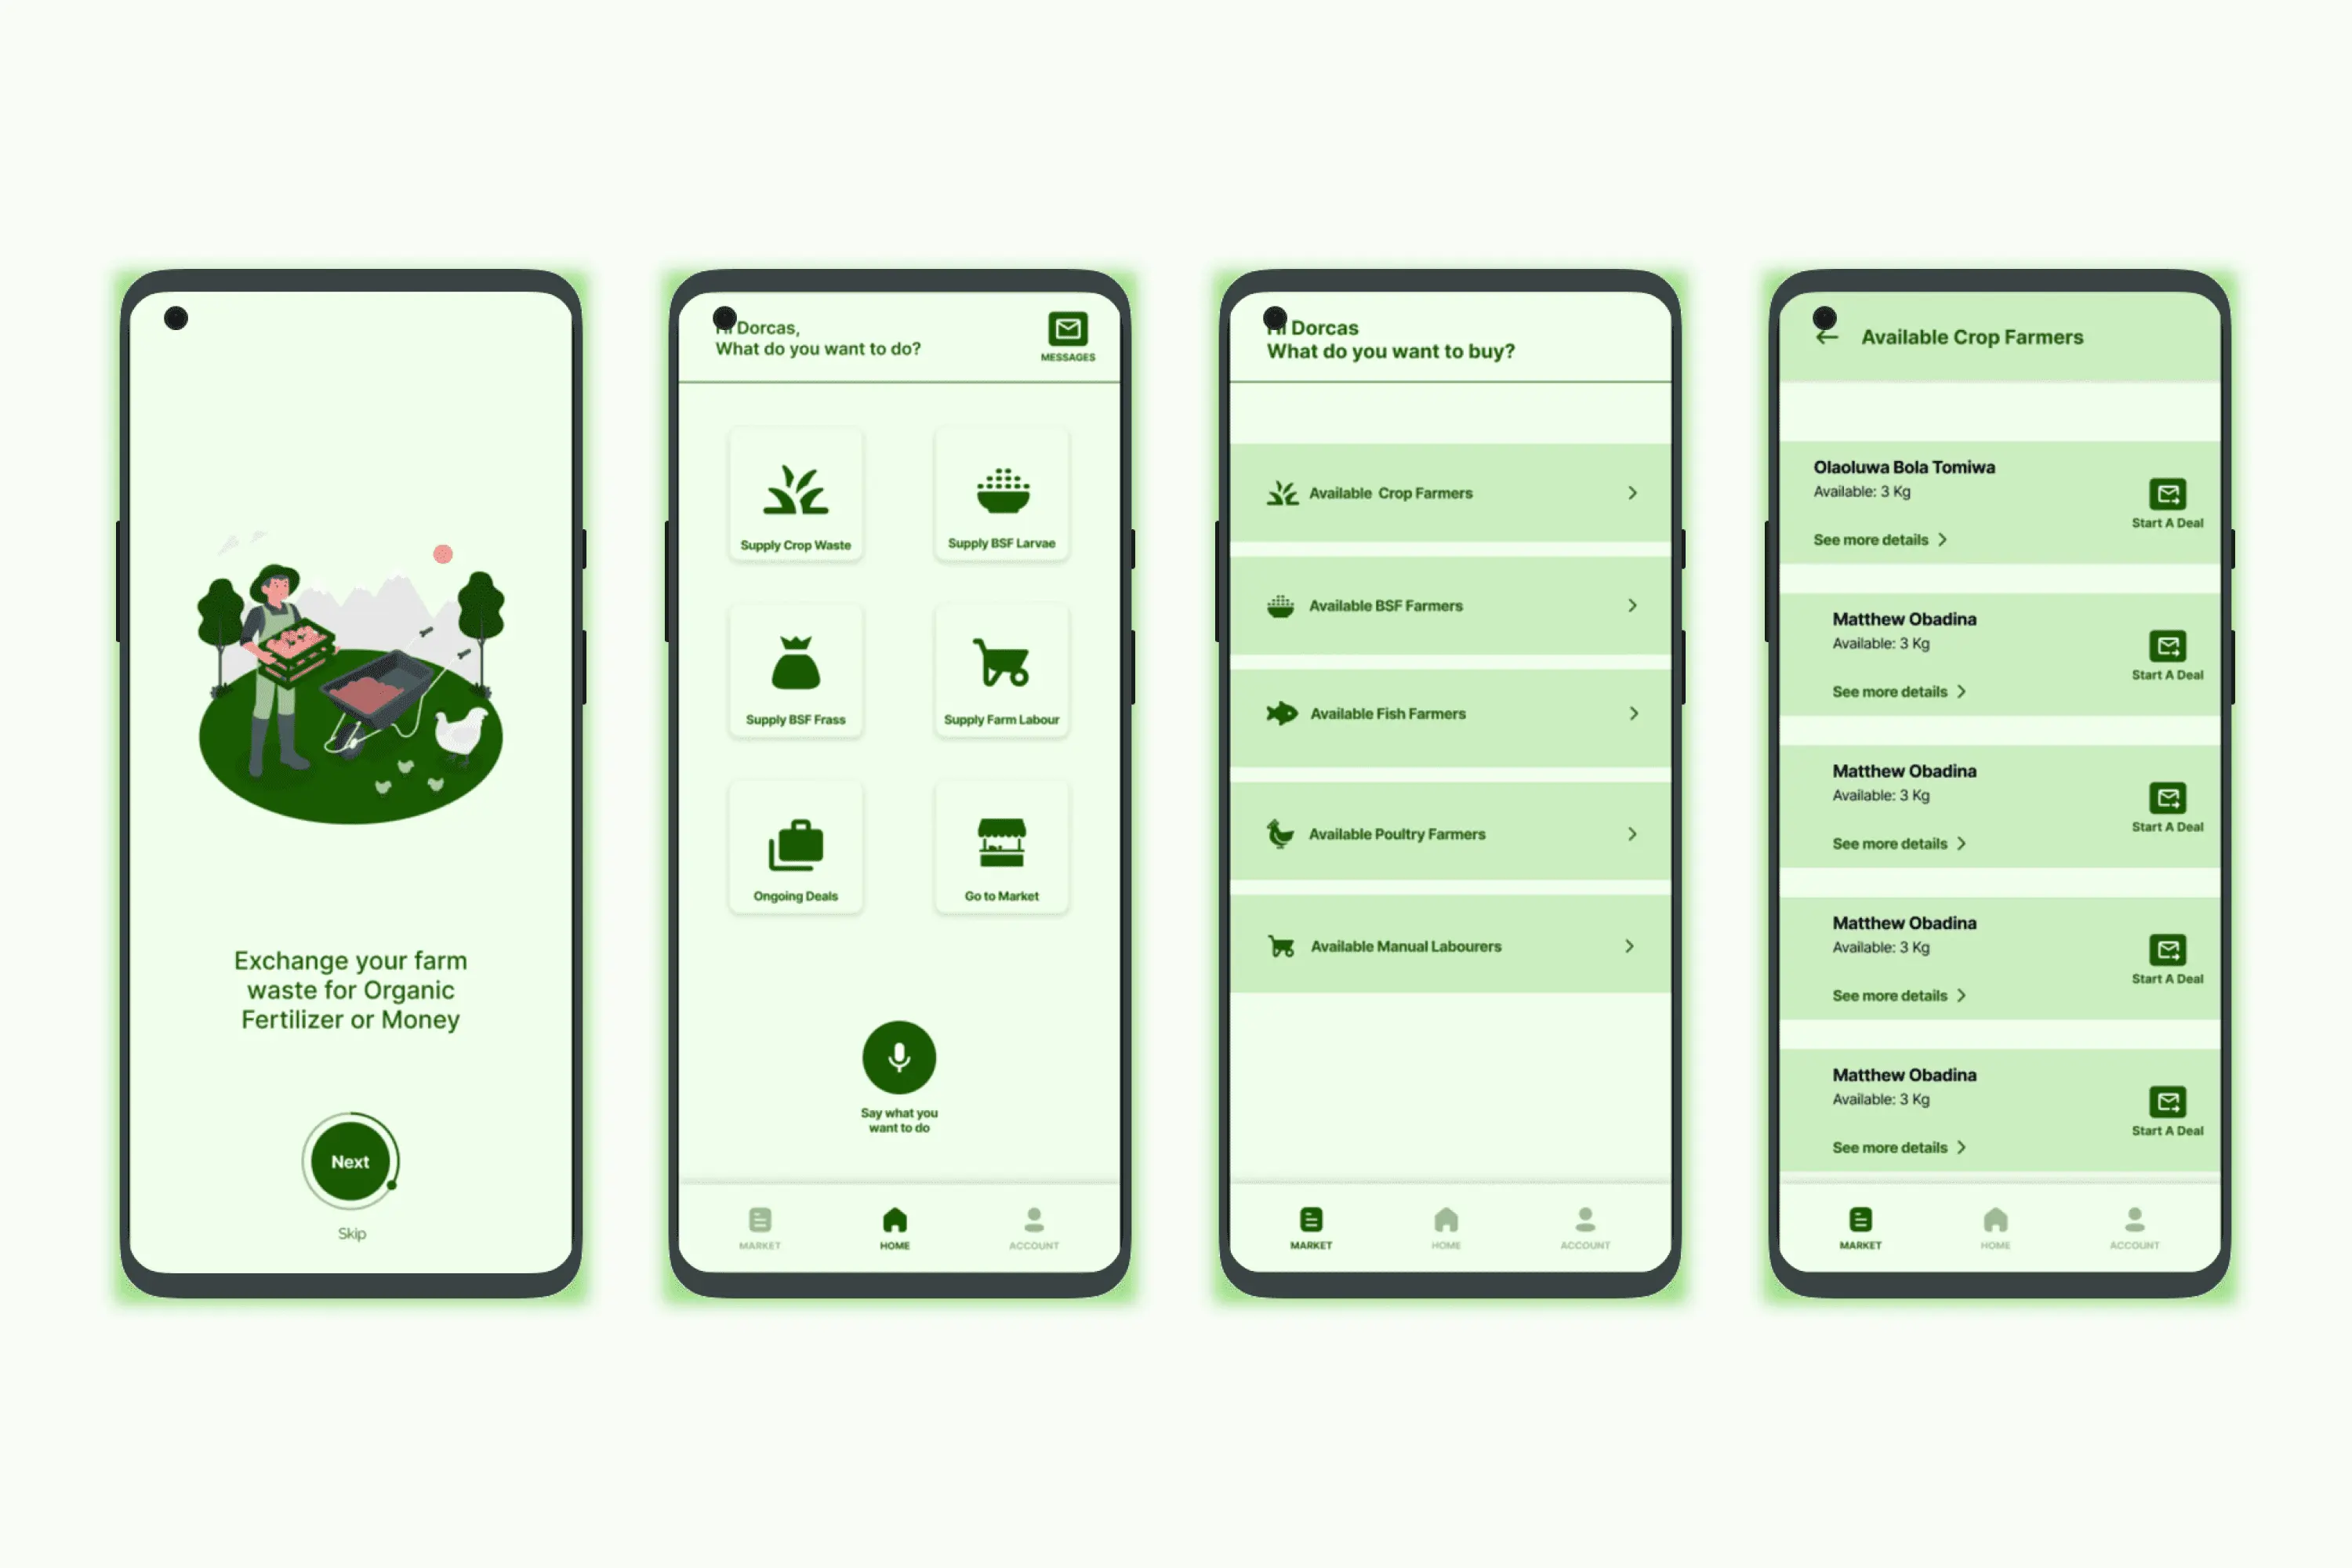 Exchange your farm
waste for Organic
Fertilizer or Money
Next
Skip
Hi Dorcas,
What do you want to do?
MESSAGES
Supply Crop Waste
Supply BSF Larvae
Supply BSF Frass
Supply Farm Labour
Ongoing Deals
Go to Market
Say what you
want to do
MARKET
HOME
ACCOUNT
Hi Dorcas
What do you want to buy?
Available Crop Farmers
Available BSF Farmers
Available Fish Farmers
Available Poultry Farmers
Available Manual Labourers
MARKET
HOME
ACCOUNT
Available Crop Farmers
Olaoluwa Bola Tomiwa
Available: 3 Kg
Start A Deal
See more details
Matthew Obadina
Available: 3 Kg
Start A Deal
See more details
Matthew Obadina
Available: 3 Kg
Start A Deal
See more details
Matthew Obadina
Available: 3 Kg
Start A Deal
See more details
Matthew Obadina
Available: 3 Kg
Start A Deal
See more details
MARKET
HOME
ACCOUNT